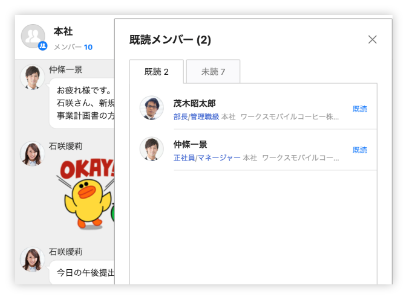 本社
メンバー 10
仲條一景
お疲れ様です。
石咲さん、新規
事業計画書の方
石咲瑷莉
OKAY!
石咲瑷莉
今日の午後提出
既読メンバー (2)
既読 2
未読 7
茂木昭太郎
部長/管理職級 本社 ワークスモバイルコーヒー株...
既読
仲條一景
正社員/マネージャー 本社 ワークスモバイルコー...
既読